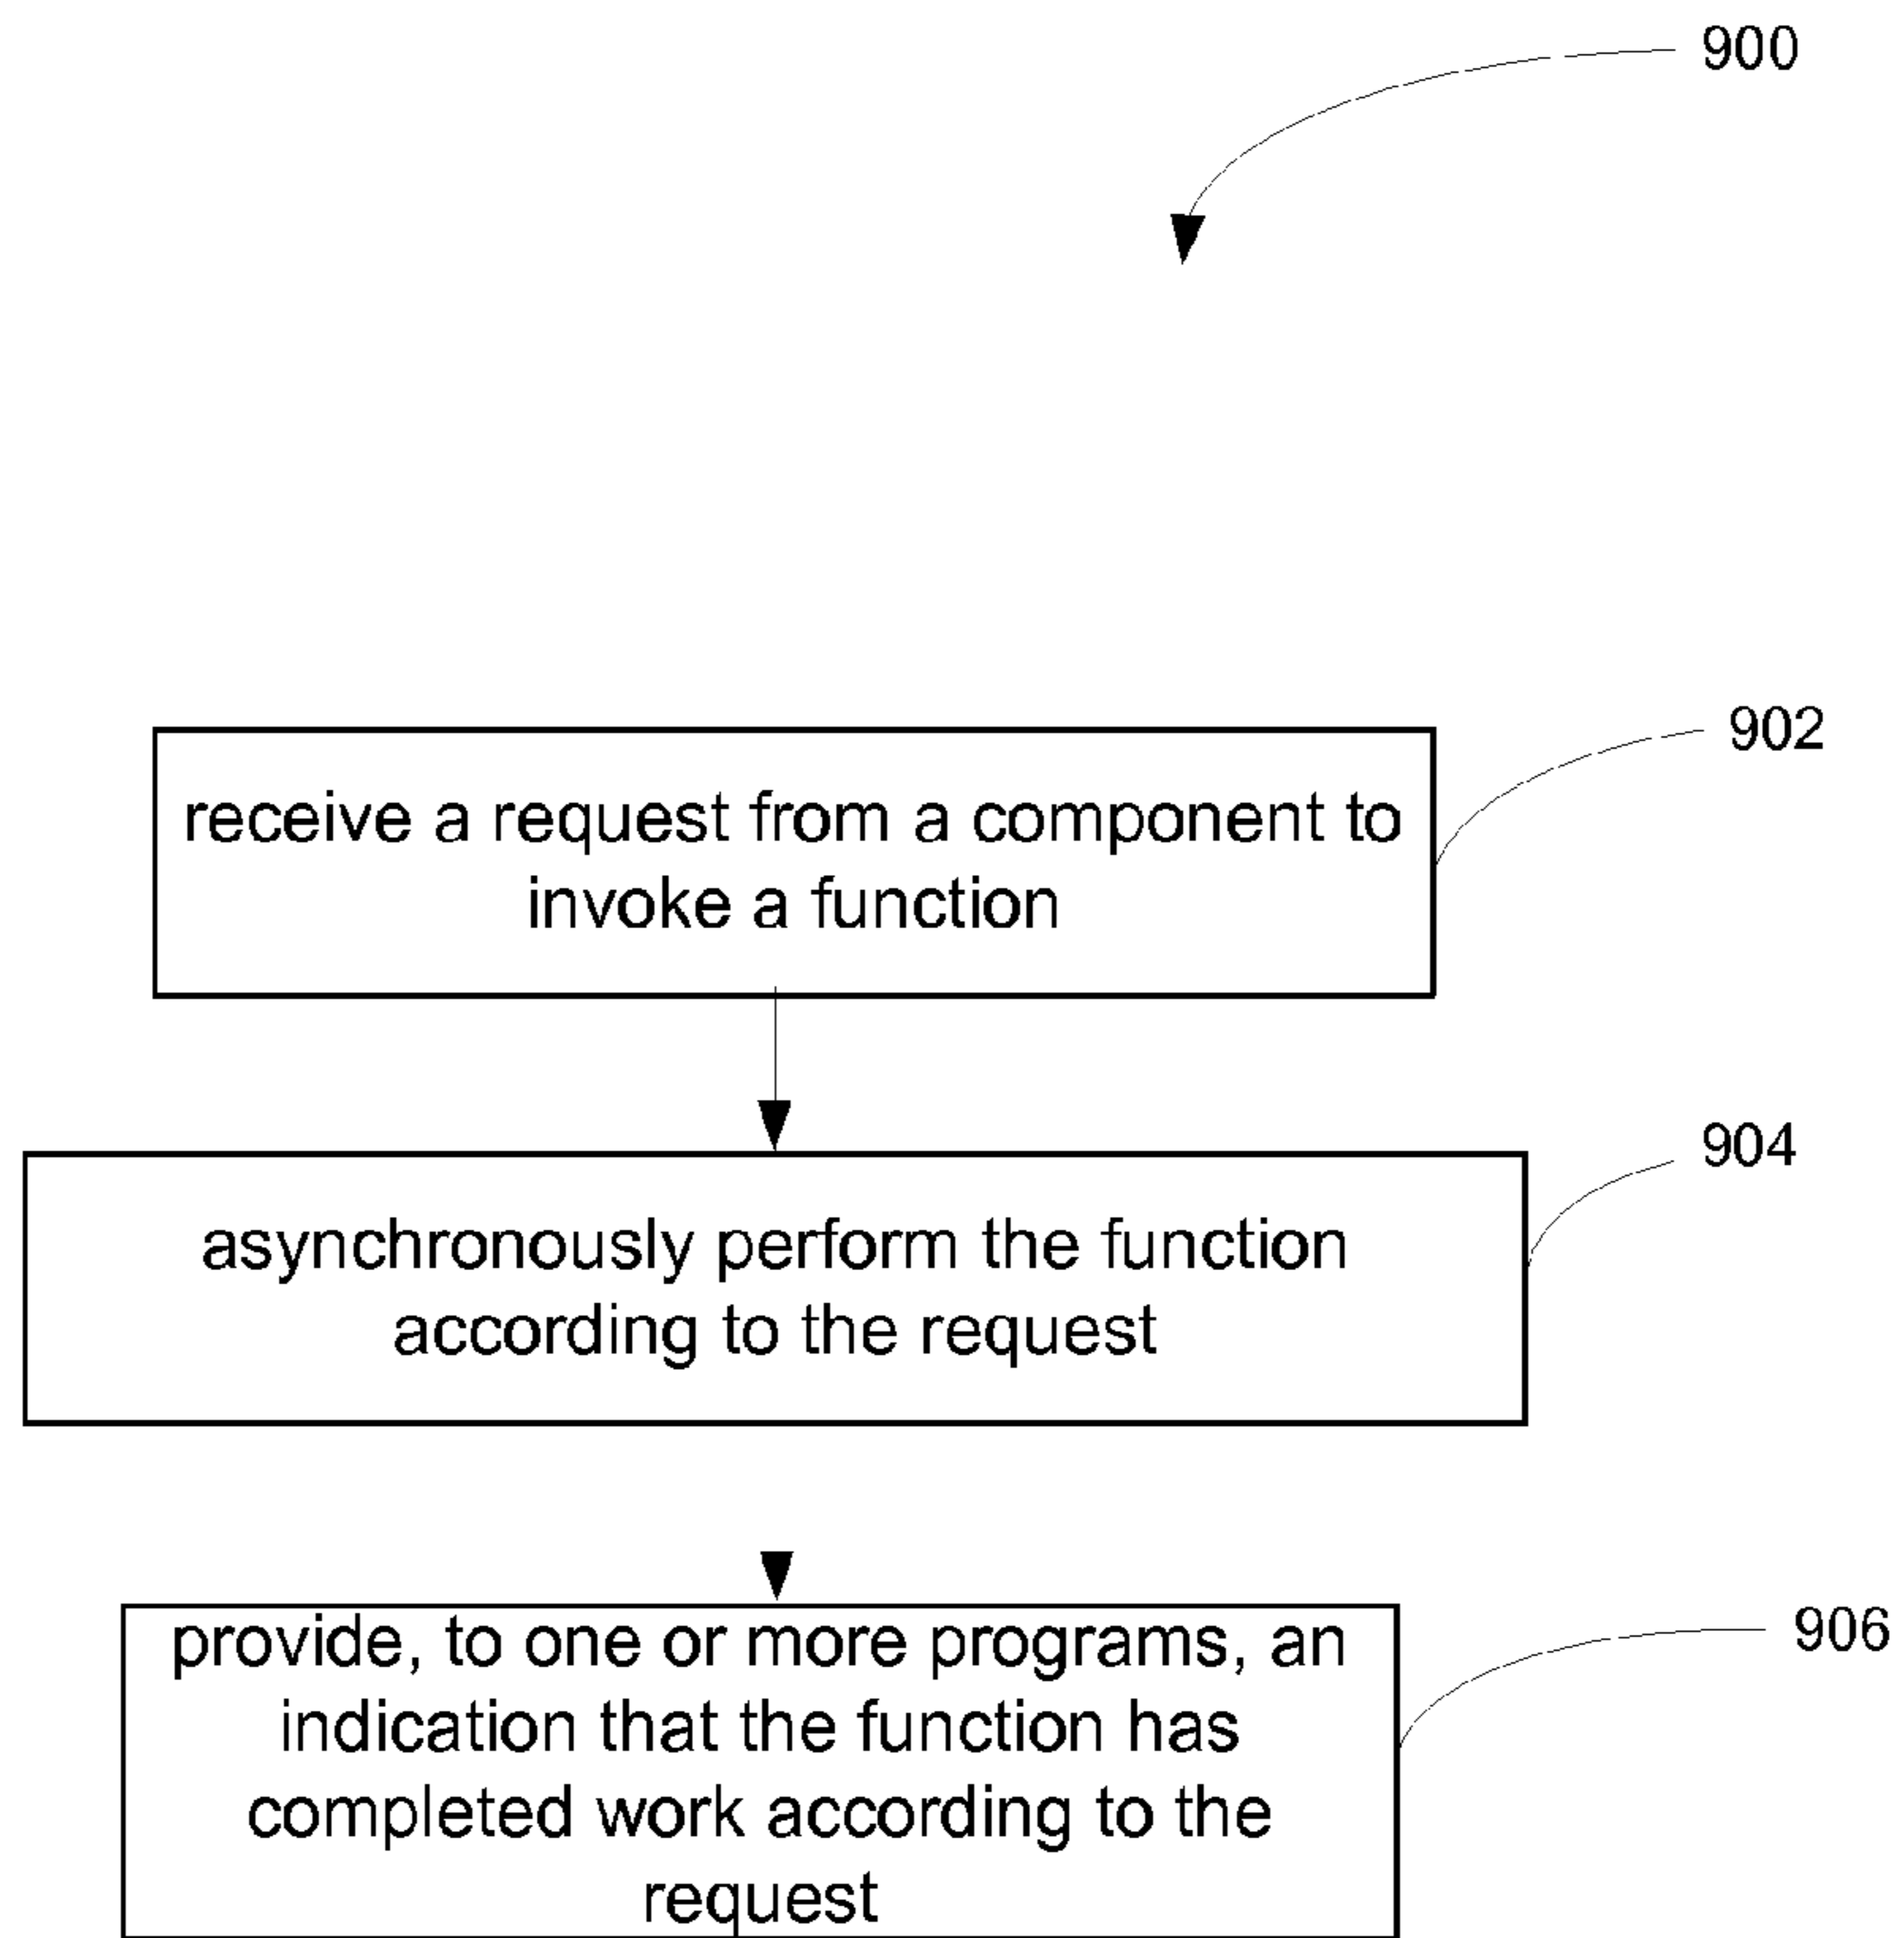 900
902
receive a request from a component to
invoke a function
904
asynchronously perform the function
according to the request
906
provide, to one or more programs, an
indication that the function has
completed work according to the
request